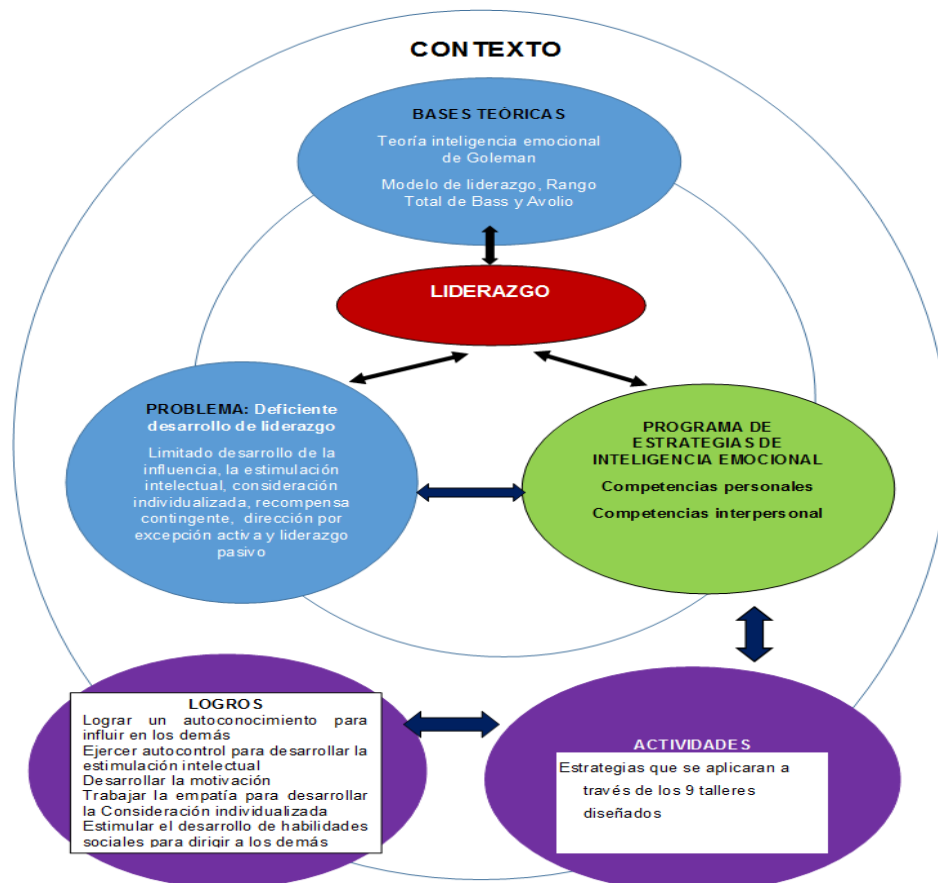 CONTEXTO
BASES TEÓRICAS
Teoría inteligencia emocional
de Goleman
Modelo de liderazgo, Rango
Total de Bass y Avolio
LIDERAZGO
PROBLEMA: Deficiente
desarrollo de liderazgo
Limitado desarrollo de la
influencia, la estimulación
intelectual, consideración
individualizada, recompensa
contingente, dirección por
excepción activa y liderazgo
pasivo
PROGRAMA DE
ESTRATEGIAS DE
INTELIGENCIA EMOCIONAL
Competencias personales
Competencias interpersonal
LOGROS
Lograr un autoconocimiento para
influir en los demás
Ejercer autocontrol para desarrollar la
estimulación intelectual
Desarrollar la motivación
Trabajar la empatía para desarrollar
la Consideración individualizada
Estimular el desarrollo de habilidades
sociales para dirigir a los demás
ACTIVIDADES
Estrategias que se aplicaran a
través de los 9 talleres
diseñados